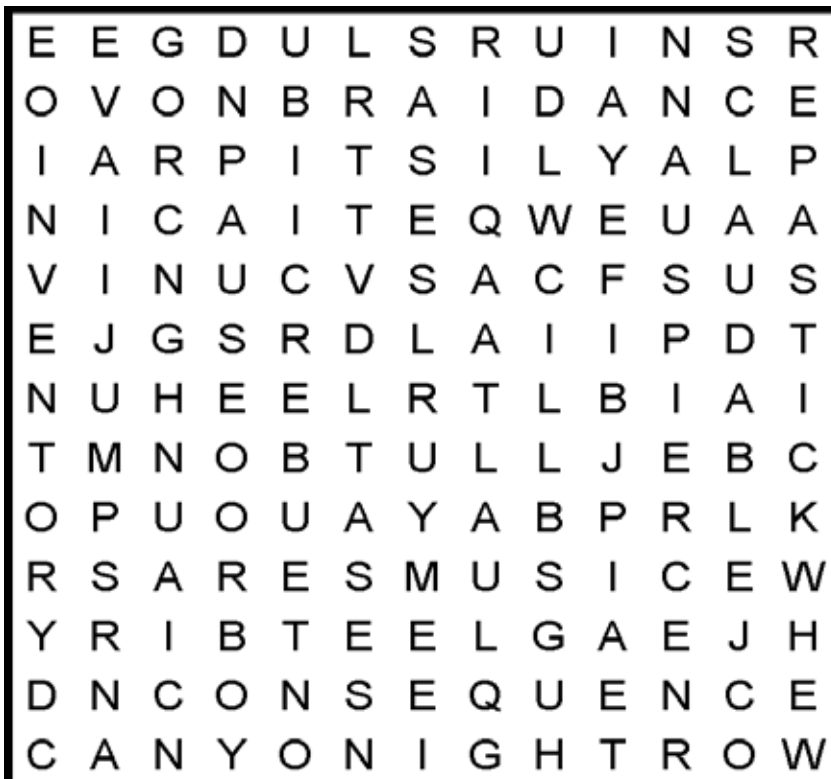 E E G D U L S R U I N S R
O V O N B R A I D A N C E
I A R P I T S I L Y A L P
N I C A I T E Q W E U A A
V I N U C V S A C F S U S
E J G S R D L A I I P D T
N U H E E L R T L B I A I
T M N O B T U L L J E B C
O P U O U A Y A B P R L K
R S A R E S M U S I C E W
Y R I B T E E L G A E J H
D N C O N S E Q U E N C E
C A N Y O N I G H T R O W